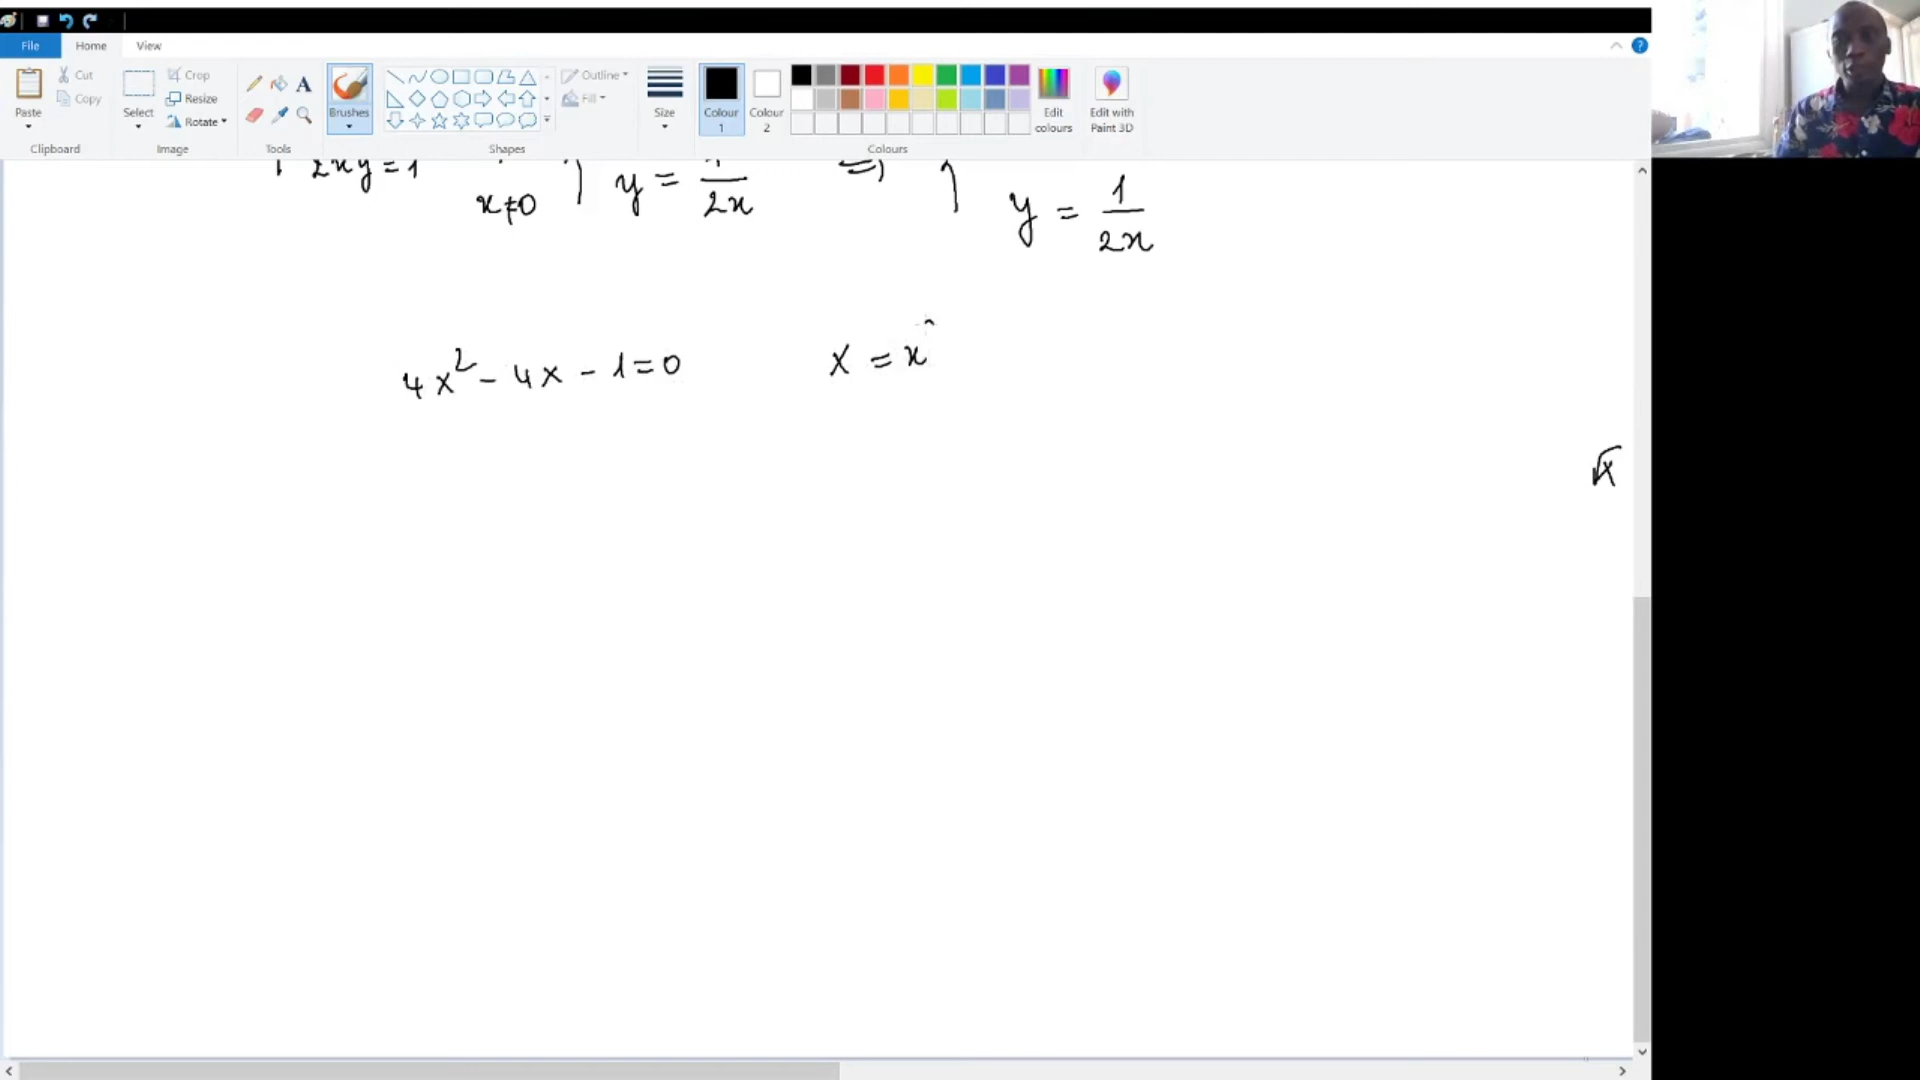 File Home View
Paste Cut Copy Clipboard
Select Crop Resize Rotate Image
Tools
Brushes
Shapes
Outline Fill
Size
Colour 1 Colour 2
Colours
Edit colours
Edit with Paint 3D
2xy = 1 x≠0 y = 1/2x ⇒ y = 1/2x
4X² - 4X - 1 = 0 X = x
√x